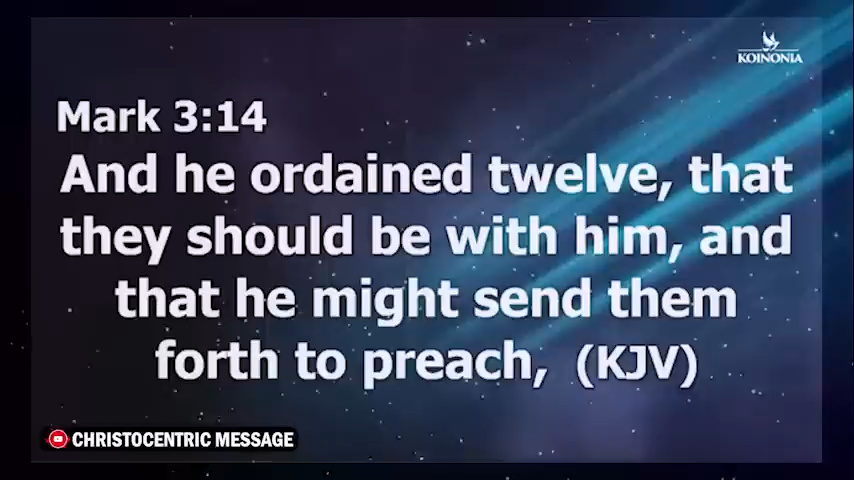 KOINONIA
Mark 3:14
And he ordained twelve, that
they should be with him, and
that he might send them
forth to preach, (KJV)
CHRISTOCENTRIC MESSAGE